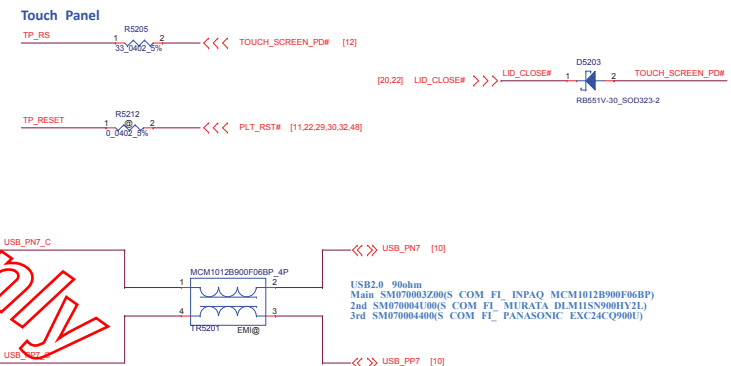 Touch Panel
TP_RS
R5205
1
2
33_0402_5%
TOUCH_SCREEN_PD# [12]
D5203
[20,22] LID_CLOSE#
LID_CLOSE#
1
2
TOUCH_SCREEN_PD#
RB551V-30_SOD323-2
TP_RESET
R5212
1
@
2
0_0402_5%
PLT_RST# [11,22,29,30,32,48]
USB_PN7_C
USB_PN7 [10]
MCM1012B900F06BP_4P
1
2
4
3
TR5201
EMI@
USB2.0 90ohm
Main SM070003Z00(S COM FI_ INPAQ MCM1012B900F06BP)
2nd SM070004U00(S COM FI_ MURATA DLM11SN900HY2L)
3rd SM070004400(S COM FI_ PANASONIC EXC24CQ900U)
USB_PP7_C
USB_PP7 [10]